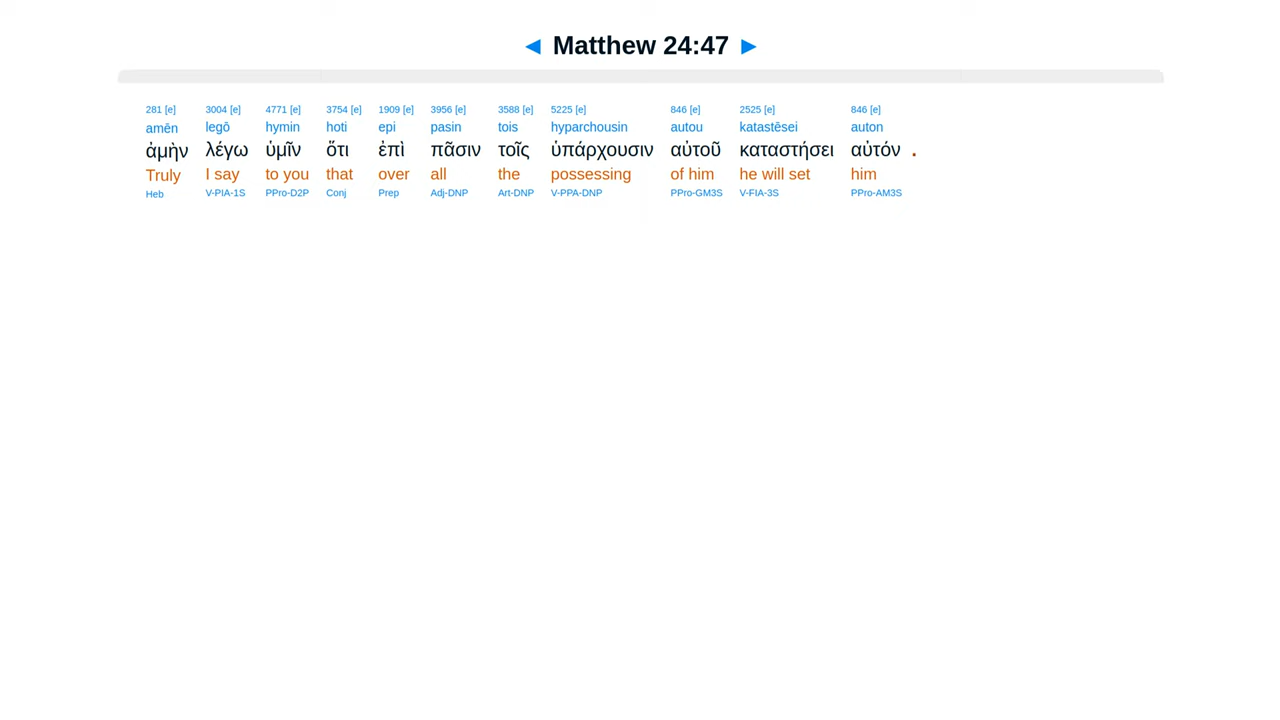 ◄ Matthew 24:47 ►
281 [e] 3004 [e] 4771 [e] 3754 [e] 1909 [e] 3956 [e] 3588 [e] 5225 [e] 846 [e] 2525 [e] 846 [e]
amēn legō hymin hoti epi pasin tois hyparchousin autou katastēsei auton
ἀμὴν λέγω ὑμῖν ὅτι ἐπὶ πᾶσιν τοῖς ὑπάρχουσιν αὐτοῦ καταστήσει αὐτόν .
Truly I say to you that over all the possessing of him he will set him
Heb V-PIA-1S PPro-D2P Conj Prep Adj-DNP Art-DNP V-PPA-DNP PPro-GM3S V-FIA-3S PPro-AM3S